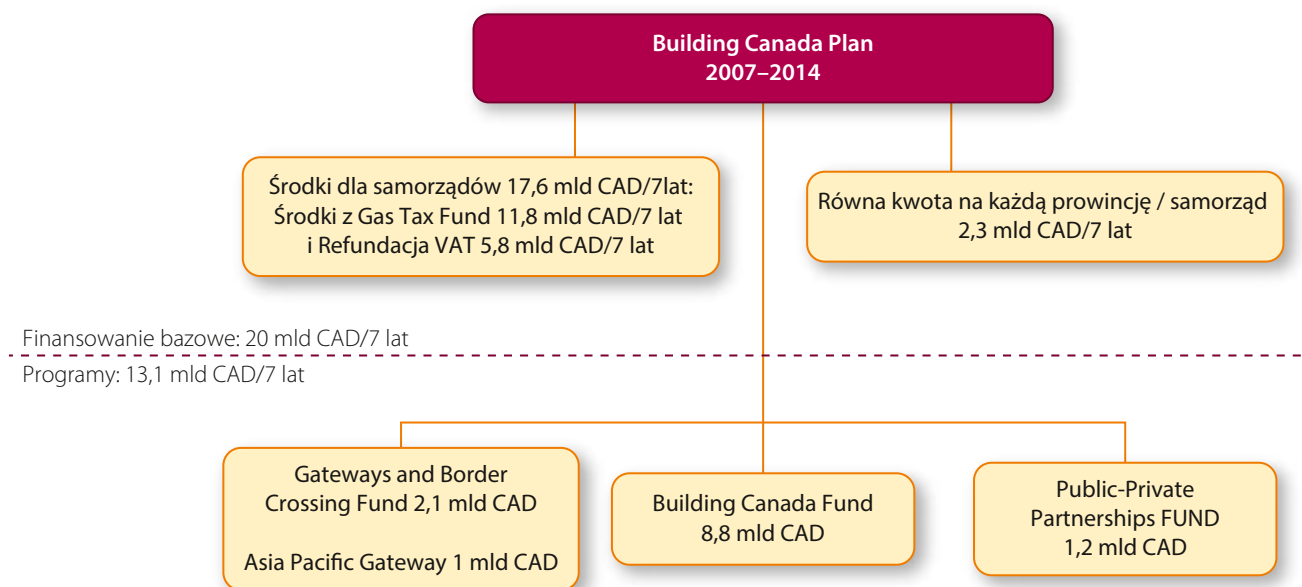 Building Canada Plan
2007–2014
Środki dla samorządów 17,6 mld CAD/7lat:
Środki z Gas Tax Fund 11,8 mld CAD/7 lat
i Refundacja VAT 5,8 mld CAD/7 lat
Równa kwota na każdą prowincję / samorząd
2,3 mld CAD/7 lat
Finansowanie bazowe: 20 mld CAD/7 lat
Programy: 13,1 mld CAD/7 lat
Gateways and Border
Crossing Fund 2,1 mld CAD
Asia Pacific Gateway 1 mld CAD
Building Canada Fund
8,8 mld CAD
Public-Private
Partnerships FUND
1,2 mld CAD